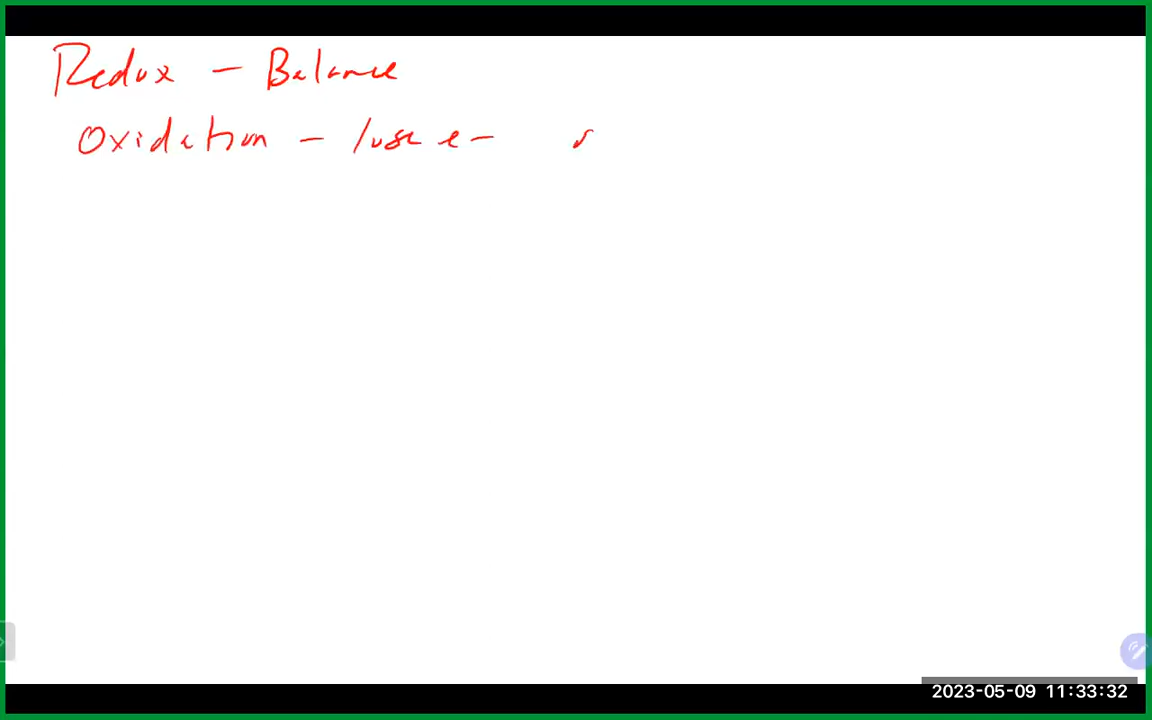 Redox - Balance
Oxidation - lose e-
2023-05-09 11:33:32